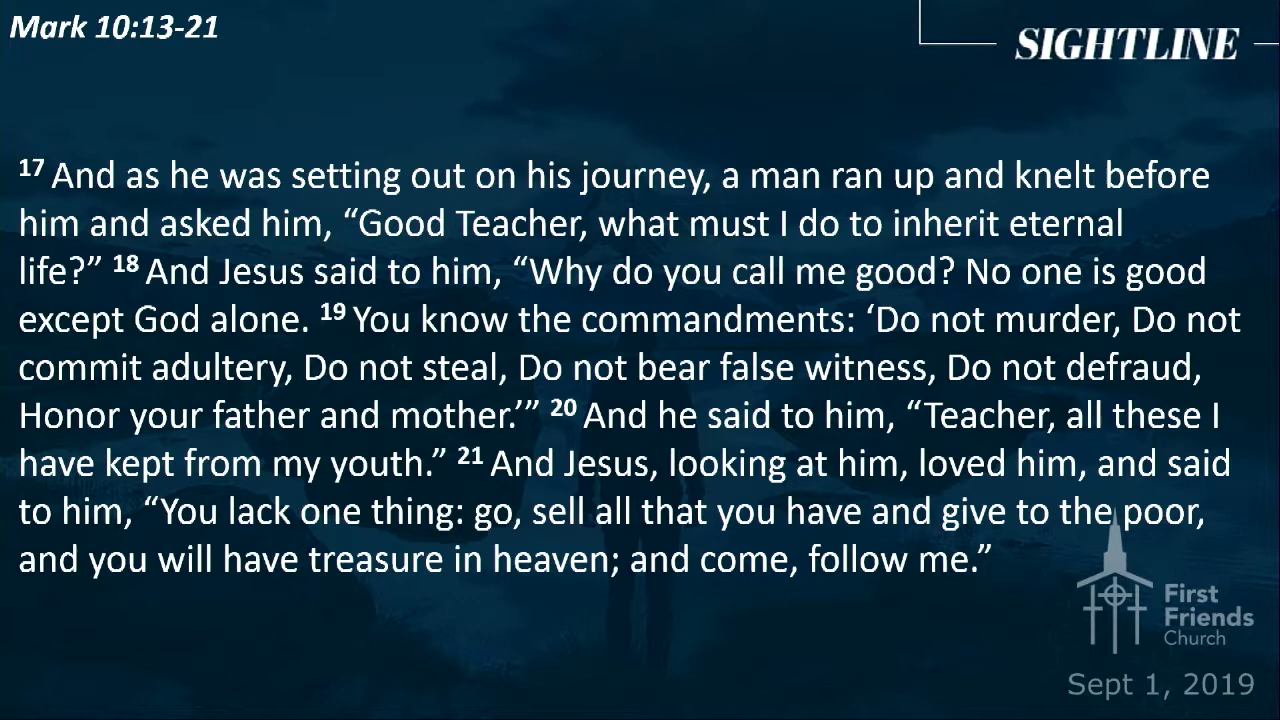 Mark 10:13-21
SIGHTLINE
17 And as he was setting out on his journey, a man ran up and knelt before
him and asked him, “Good Teacher, what must I do to inherit eternal
life?” 18 And Jesus said to him, “Why do you call me good? No one is good
except God alone. 19 You know the commandments: ‘Do not murder, Do not
commit adultery, Do not steal, Do not bear false witness, Do not defraud,
Honor your father and mother.’” 20 And he said to him, “Teacher, all these I
have kept from my youth.” 21 And Jesus, looking at him, loved him, and said
to him, “You lack one thing: go, sell all that you have and give to the poor,
and you will have treasure in heaven; and come, follow me.”
First
Friends
Church
Sept 1, 2019